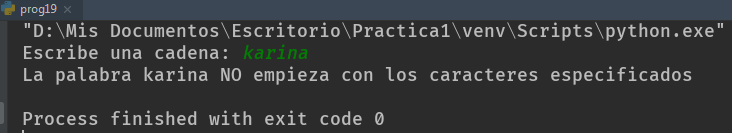 prog19
"D:\Mis Documentos\Escritorio\Practica1\venv\Scripts\python.exe"
Escribe una cadena: karina
La palabra karina NO empieza con los caracteres especificados
Process finished with exit code 0